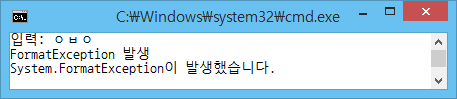 C:₩Windows₩system32₩cmd.exe
입력: ㅇㅂㅇ
FormatException 발생
System.FormatException이 발생했습니다.